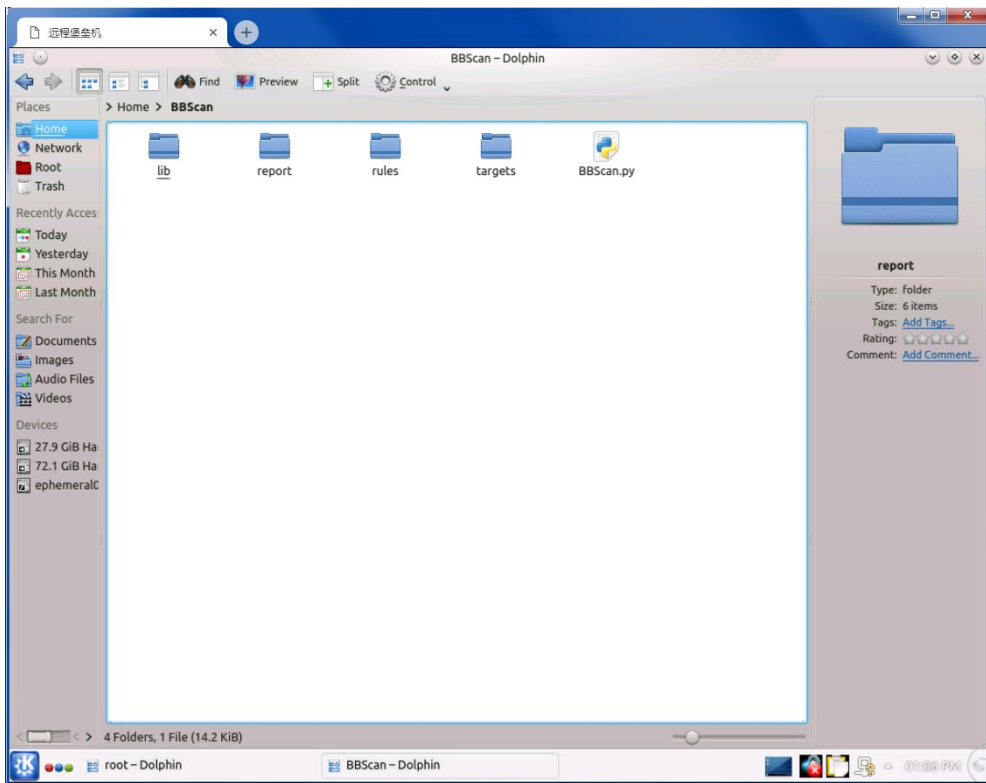 远程堡垒机
BBScan – Dolphin
Find
Preview
Split
Control
Places
> Home > BBScan
Home
Network
Root
Trash
Recently Acces
Today
Yesterday
This Month
Last Month
Search For
Documents
Images
Audio Files
Videos
Devices
27.9 GiB Ha
72.1 GiB Ha
ephemeral0
lib
report
rules
targets
BBScan.py
report
Type: folder
Size: 6 items
Tags: Add Tags...
Rating:
Comment: Add Comment...
4 Folders, 1 File (14.2 KiB)
root – Dolphin
BBScan – Dolphin
01:06 PM